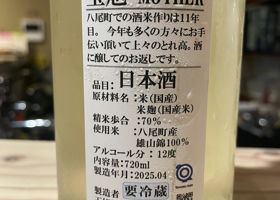 MOTHER
八尾町での酒米作りは11年
目。今年も多くの方々にお手
伝い頂いて上々のとれ高。酒
に醸してのお返しです。
品目：日本酒
原材料名：米（国産）
米麹（国産米）
精米歩合：70%
使用米：八尾町産
雄山錦100%
アルコール分：12度
内容量：720ml
製造年月：2025.04
製造者 要冷蔵